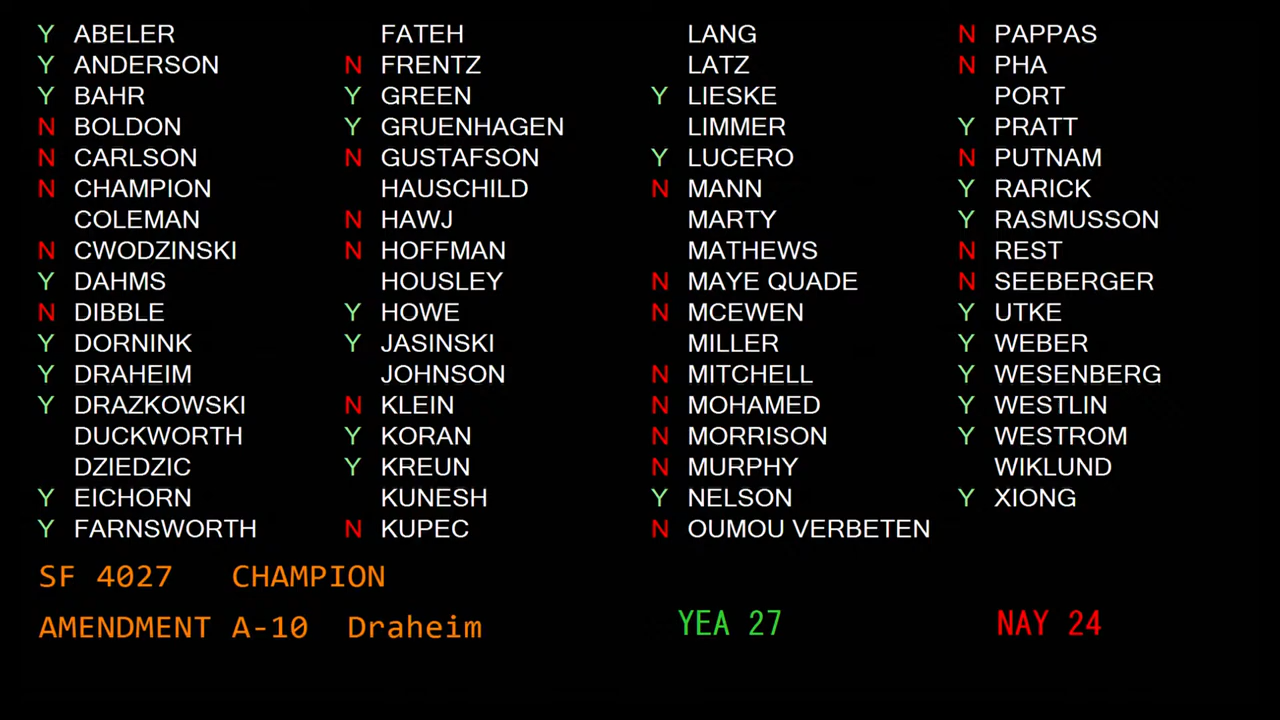 Y ABELER FATEH LANG N PAPPAS
Y ANDERSON N FRENTZ LATZ N PHA
Y BAHR Y GREEN Y LIESKE PORT
N BOLDON Y GRUENHAGEN LIMMER Y PRATT
N CARLSON N GUSTAFSON Y LUCERO N PUTNAM
N CHAMPION HAUSCHILD N MANN Y RARICK
COLEMAN N HAWJ MARTY Y RASMUSSON
N CWODZINSKI N HOFFMAN MATHEWS N REST
Y DAHMS HOUSLEY N MAYE QUADE N SEEBERGER
N DIBBLE Y HOWE N MCEWEN Y UTKE
Y DORNINK Y JASINSKI MILLER Y WEBER
Y DRAHEIM JOHNSON N MITCHELL Y WESENBERG
Y DRAZKOWSKI N KLEIN N MOHAMED Y WESTLIN
DUCKWORTH Y KORAN N MORRISON Y WESTROM
DZIEDZIC Y KREUN N MURPHY WIKLUND
Y EICHORN KUNESH Y NELSON Y XIONG
Y FARNSWORTH N KUPEC N OUMOU VERBETEN
SF 4027 CHAMPION
AMENDMENT A-10 Draheim YEA 27 NAY 24